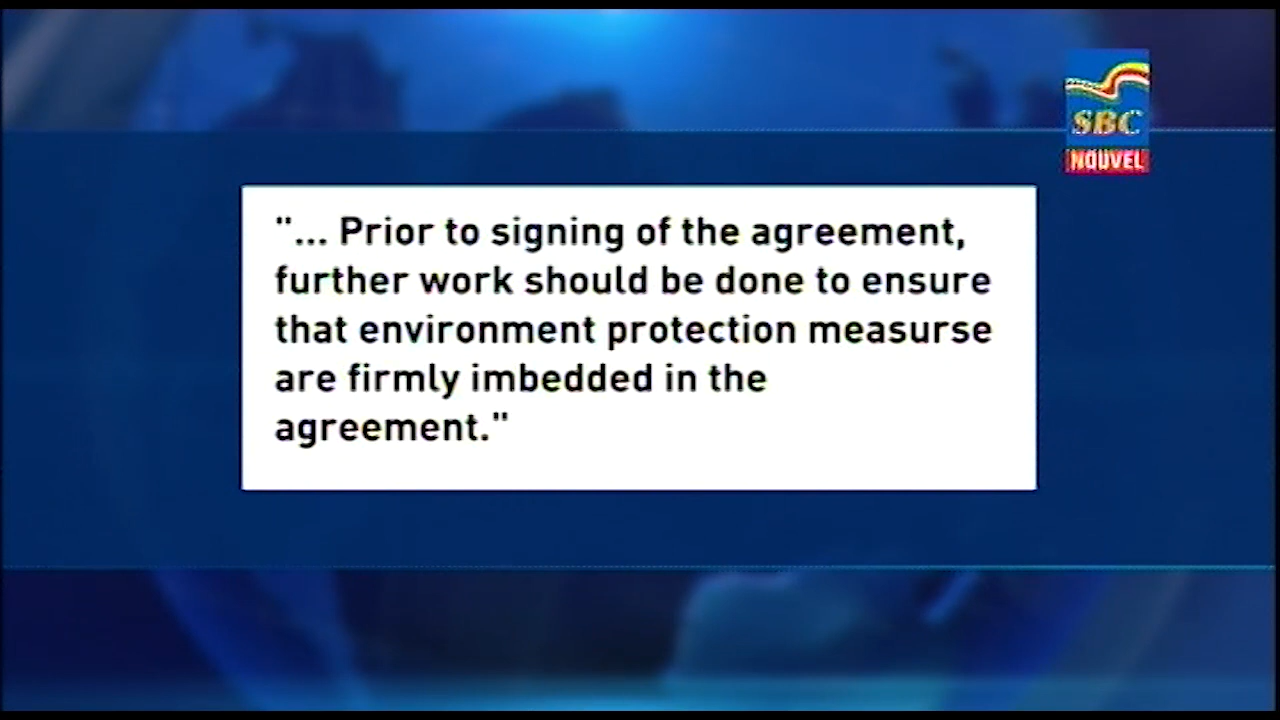 SBC
NOUVEL
"... Prior to signing of the agreement,
further work should be done to ensure
that environment protection measurse
are firmly imbedded in the
agreement."